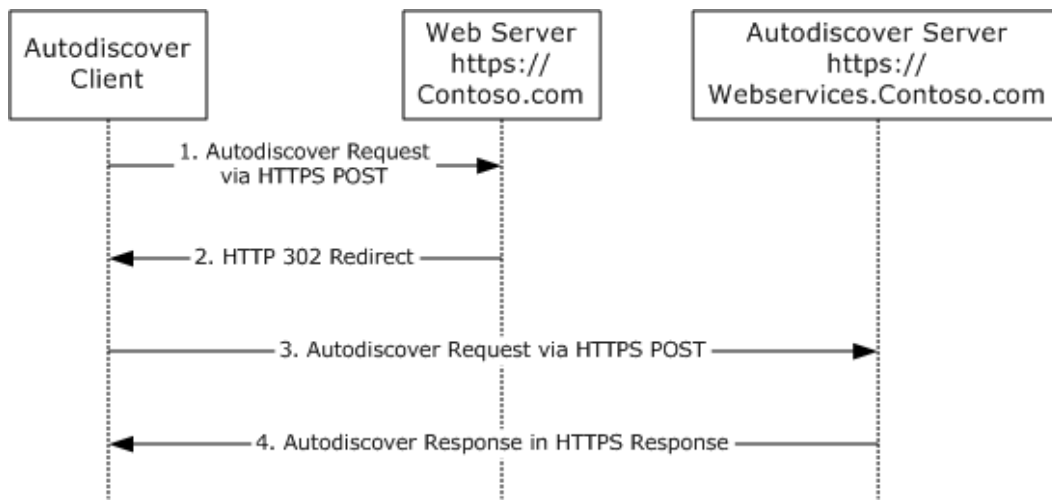 Autodiscover
Client
Web Server
https://
Contoso.com
Autodiscover Server
https://
Webservices.Contoso.com
1. Autodiscover Request
via HTTPS POST
2. HTTP 302 Redirect
3. Autodiscover Request via HTTPS POST
4. Autodiscover Response in HTTPS Response